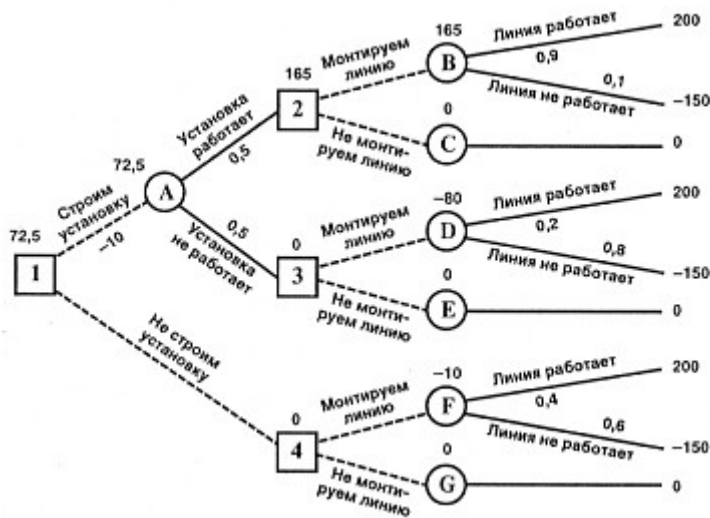 Линия работает
200
165
B
0,9
0,1
Линия не работает
−150
Монтируем
линию
165
2
Не монти-
руем линию
0
C
0
Установка
работает
0,5
72,5
A
Строим
установку
−10
72,5
1
0,5
Установка
не работает
0
3
Монтируем
линию
−80
D
Линия работает
200
0,2
0,8
Линия не работает
−150
Не монти-
руем линию
0
E
0
Не строим
установку
0
4
Монтируем
линию
−10
F
Линия работает
200
0,4
0,6
Линия не работает
−150
Не монти-
руем линию
0
G
0